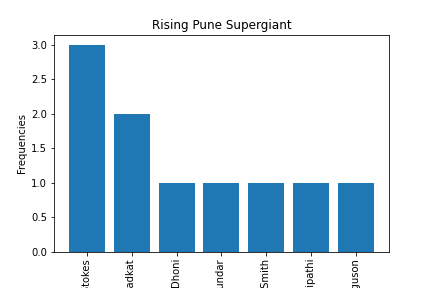 Rising Pune Supergiant
3.0
2.5
2.0
1.5
1.0
0.5
0.0
Frequencies
tokes
adkat
Dhoni
undar
Smith
ipathi
guson